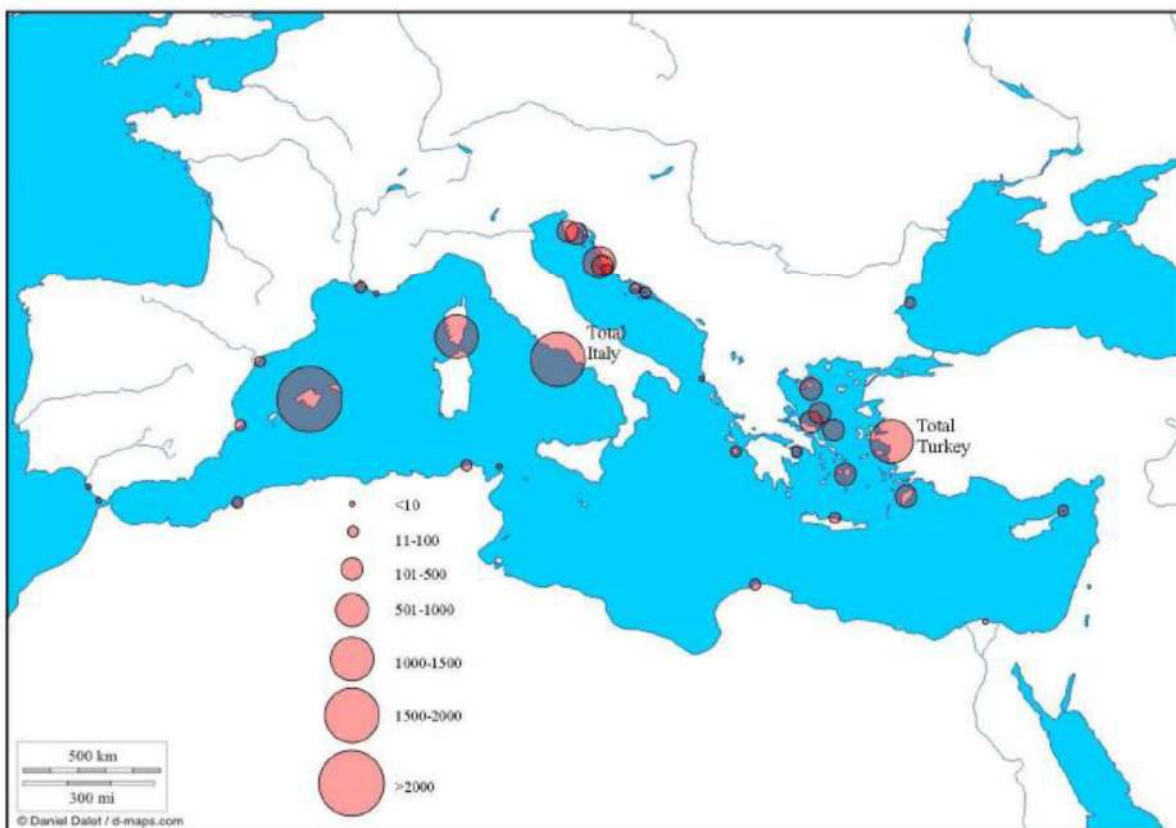 Total
Italy
Total
Turkey
<10
11-100
101-500
501-1000
1000-1500
1500-2000
>2000
500 km
300 mi
© Daniel Dalet / d-maps.com